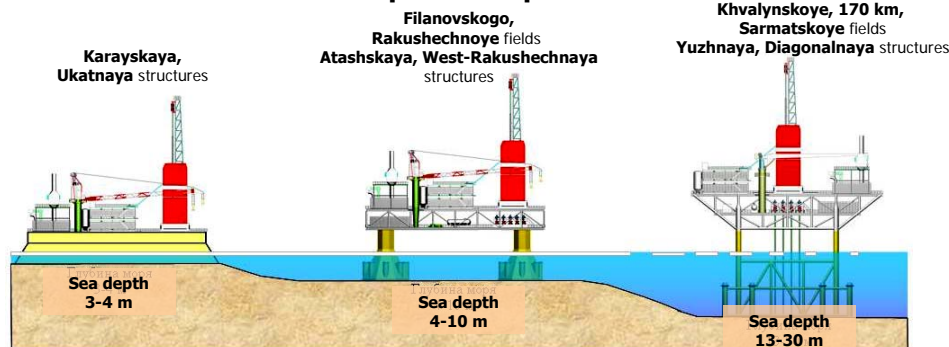 Karayskaya,
Ukatnaya structures
Filanovskogo,
Rakushechnoye fields
Atashskaya, West-Rakushechnaya
structures
Khvalynskoye, 170 km,
Sarmatskoye fields
Yuzhnaya, Diagonalnaya structures
Глубина моря
Sea depth
3-4 m
Глубина моря
Sea depth
4-10 m
Sea depth
13-30 m